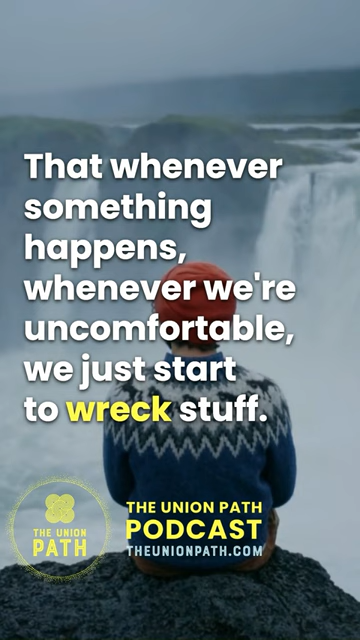 That whenever
something
happens,
whenever we're
uncomfortable,
we just start
to wreck stuff.
THE UNION PATH
PODCAST
THEUNIONPATH.COM
THE UNION
PATH